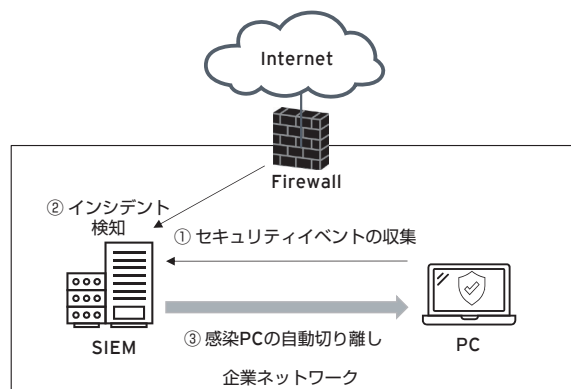 Internet
Firewall
② インシデント
検知
① セキュリティイベントの収集
③ 感染PCの自動切り離し
SIEM
PC
企業ネットワーク